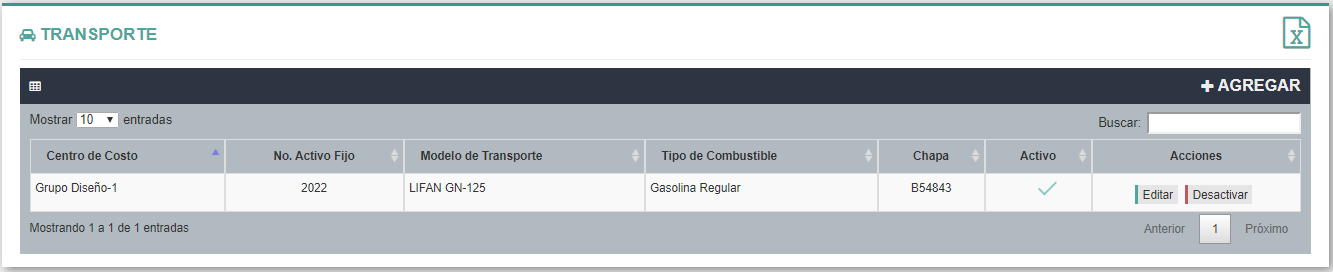 TRANSPORTE
X
AGREGAR
Mostrar 10 entradas
Buscar:
Centro de Costo No. Activo Fijo Modelo de Transporte Tipo de Combustible Chapa Activo Acciones
Grupo Diseño-1 2022 LIFAN GN-125 Gasolina Regular B54843 Editar Desactivar
Mostrando 1 a 1 de 1 entradas
Anterior 1 Próximo